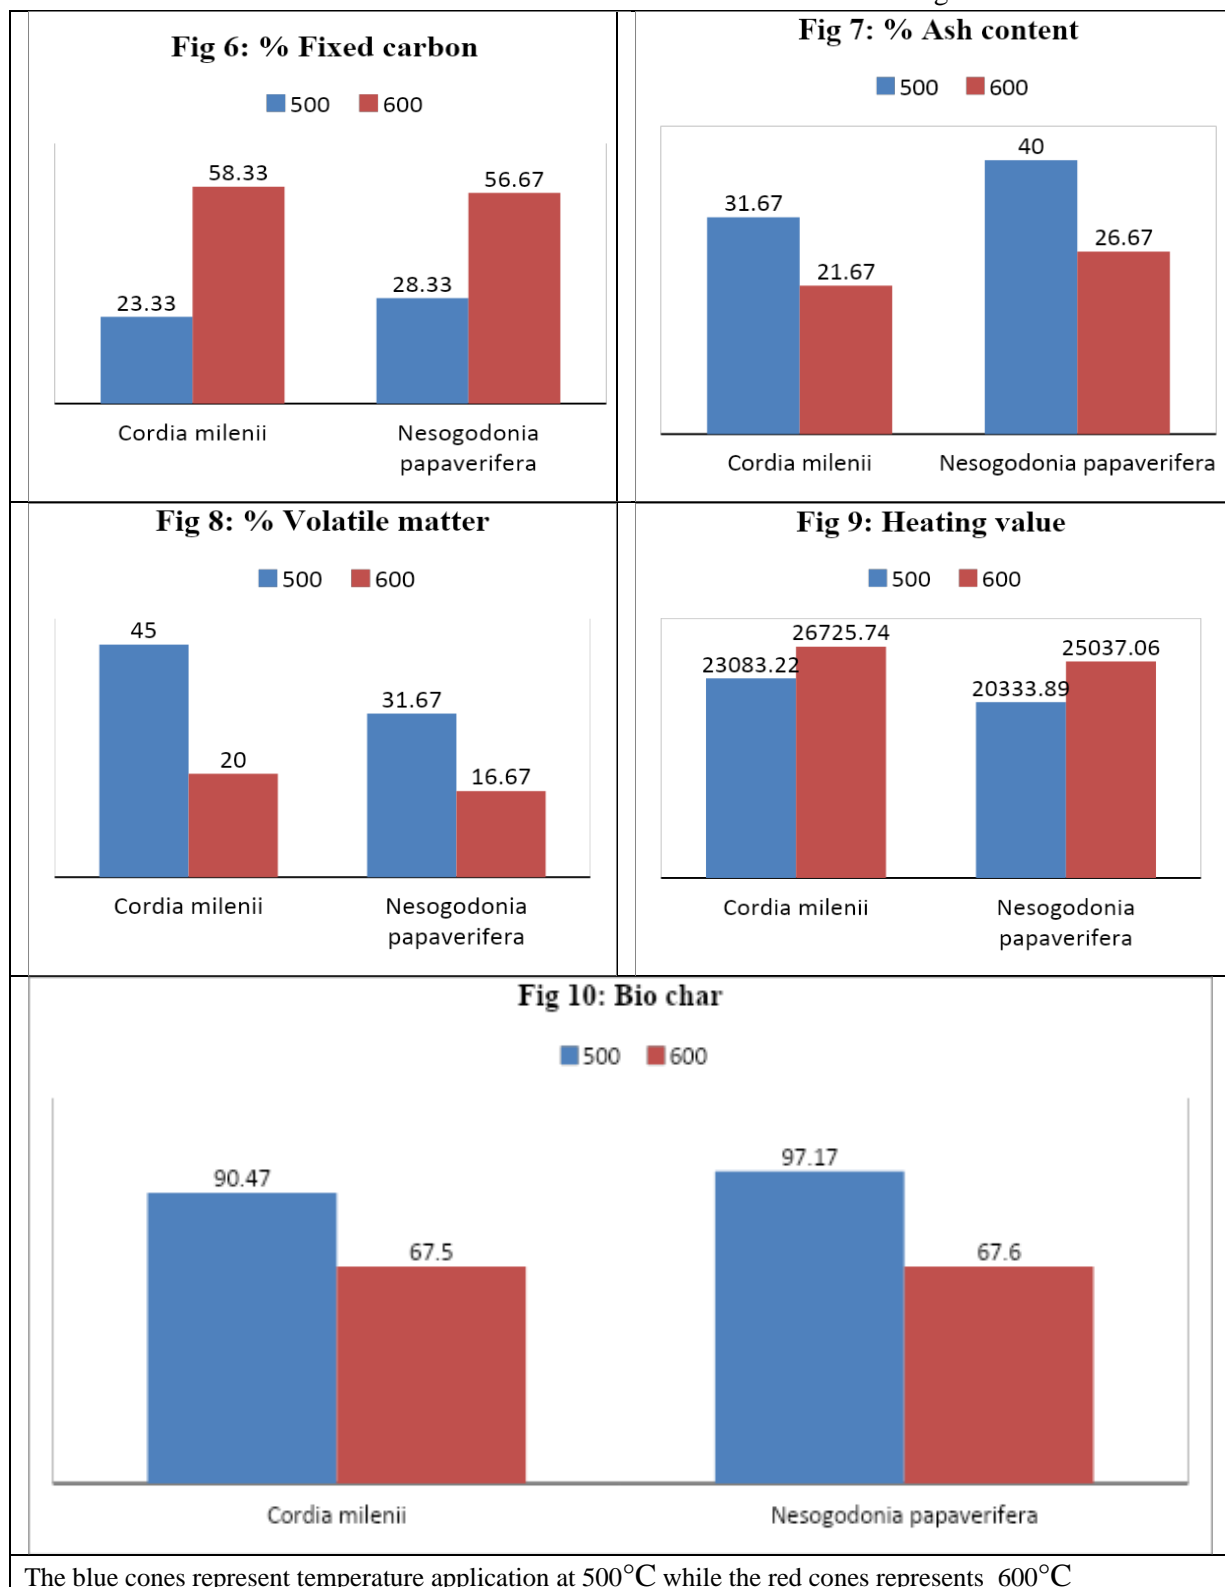 Fig 6: % Fixed carbon
500 600
58.33
56.67
28.33
23.33
Cordia milenii
Nesogodonia
papaverifera
Fig 7: % Ash content
500 600
40
31.67
26.67
21.67
Cordia milenii
Nesogodonia papaverifera
Fig 8: % Volatile matter
500 600
45
31.67
20
16.67
Cordia milenii
Nesogodonia
papaverifera
Fig 9: Heating value
500 600
26725.74
25037.06
23083.22
20333.89
Cordia milenii
Nesogodonia
papaverifera
Fig 10: Bio char
500 600
97.17
90.47
67.5
67.6
Cordia milenii
Nesogodonia papaverifera
The blue cones represent temperature application at 500°C while the red cones represents 600°C